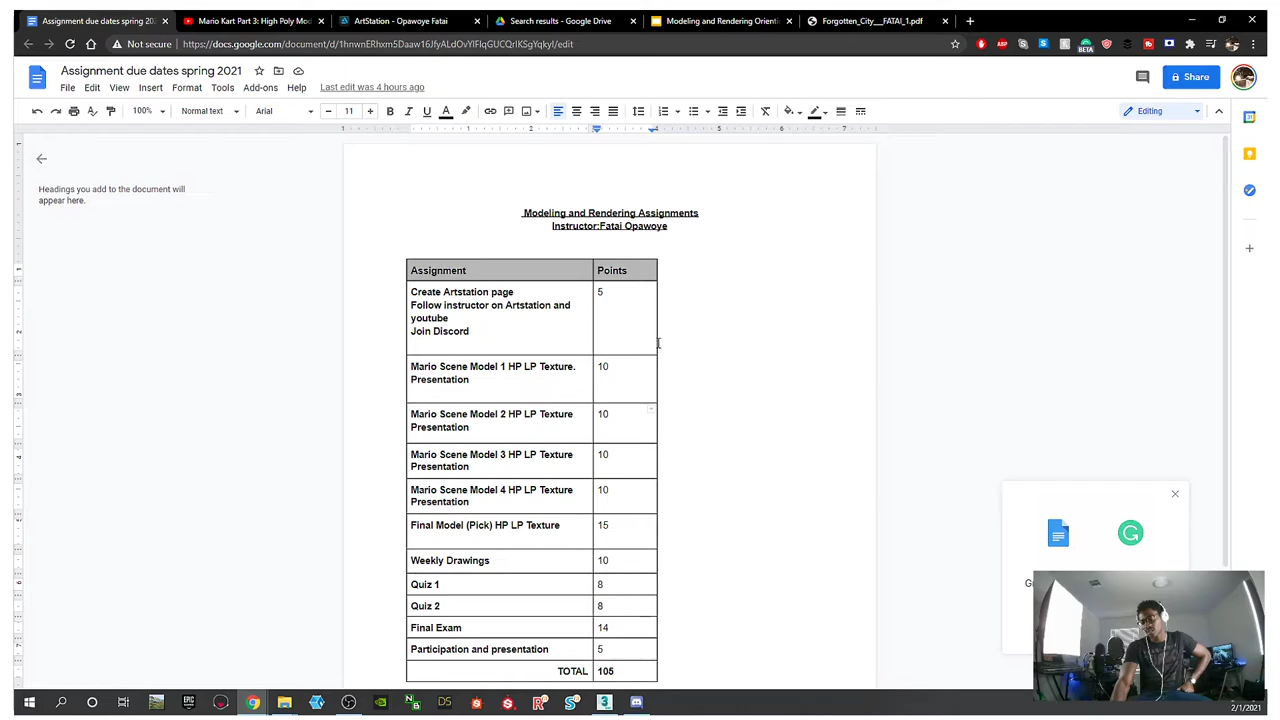 Assignment due dates spring 202
Mario Kart Part 3: High Poly Mod
ArtStation - Opawoye Fatai
Search results - Google Drive
Modeling and Rendering Orienti
Forgotten_City__FATAI_1.pdf
Not secure
BETA
ABP
Assignment due dates spring 2021
File Edit View Insert Format Tools Add-ons Help
Last edit was 4 hours ago
Share
100%
Normal text
Arial
11
Editing
Headings you add to the document will
appear here.
Modeling and Rendering Assignments
Instructor:Fatai Opawoye
Assignment Points
Create Artstation page 5
Follow instructor on Artstation and
youtube
Join Discord
Mario Scene Model 1 HP LP Texture. 10
Presentation
Mario Scene Model 2 HP LP Texture 10
Presentation
Mario Scene Model 3 HP LP Texture 10
Presentation
Mario Scene Model 4 HP LP Texture 10
Presentation
Final Model (Pick) HP LP Texture 15
Weekly Drawings 10
Quiz 1 8
Quiz 2 8
Final Exam 14
Participation and presentation 5
TOTAL 105
2/1/2021